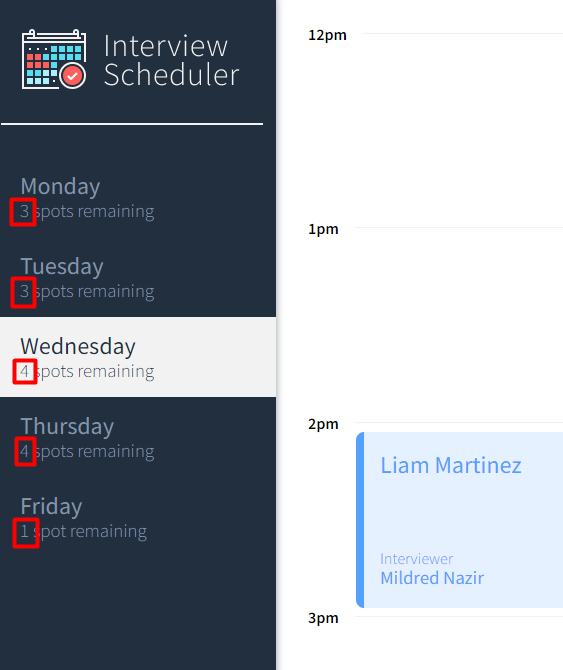 Interview
Scheduler
Monday
3 spots remaining
Tuesday
3 spots remaining
Wednesday
4 spots remaining
Thursday
4 spots remaining
Friday
1 spot remaining
12pm
1pm
2pm
Liam Martinez
Interviewer
Mildred Nazir
3pm